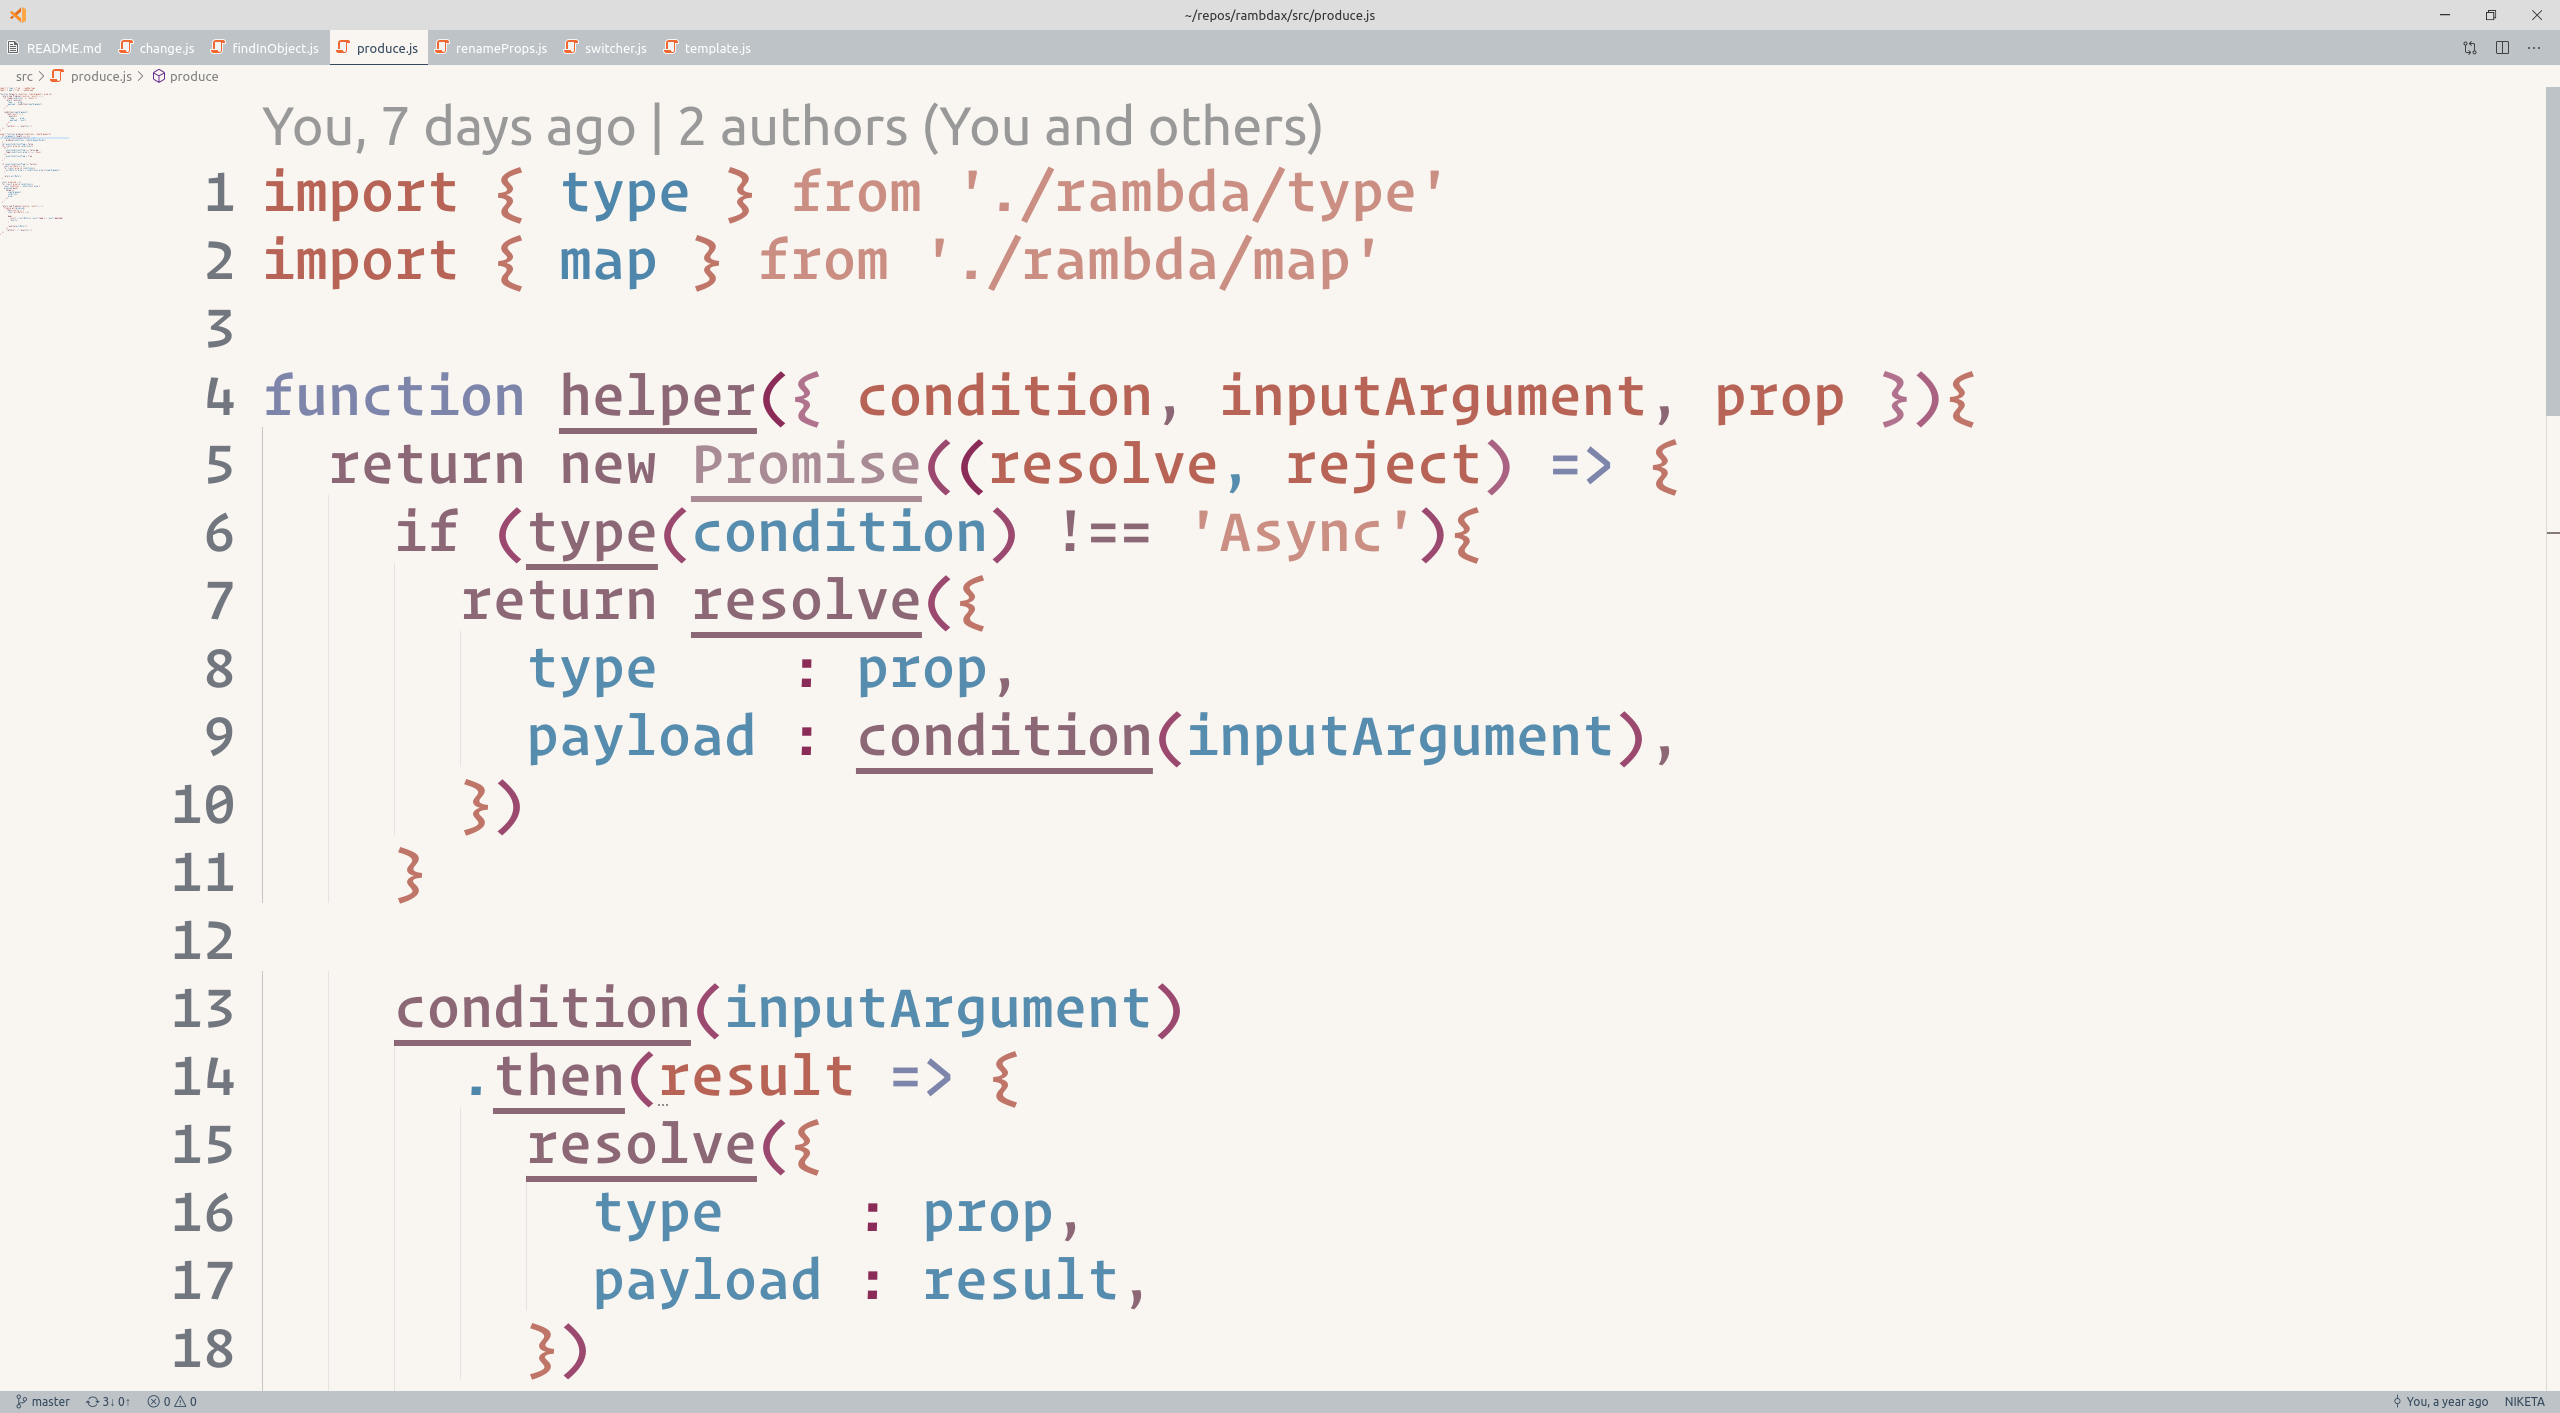 ~/repos/rambdax/src/produce.js
README.md change.js findInObject.js produce.js renameProps.js switcher.js template.js
src > produce.js > produce
You, 7 days ago | 2 authors (You and others)
1 import { type } from './rambda/type'
2 import { map } from './rambda/map'
3
4 function helper({ condition, inputArgument, prop }){
5   return new Promise((resolve, reject) => {
6     if (type(condition) !== 'Async'){
7       return resolve({
8         type    : prop,
9         payload : condition(inputArgument),
10       })
11     }
12
13     condition(inputArgument)
14       .then(result => {
15         resolve({
16           type    : prop,
17           payload : result,
18         })
master 3↓ 0↑ 0 0 You, a year ago NIKETA